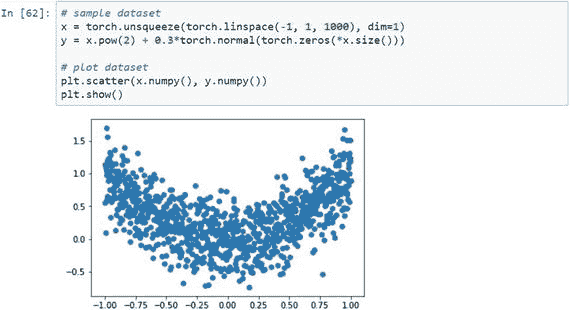 In [62]: # sample dataset
x = torch.unsqueeze(torch.linspace(-1, 1, 1000), dim=1)
y = x.pow(2) + 0.3*torch.normal(torch.zeros(*x.size()))
# plot dataset
plt.scatter(x.numpy(), y.numpy())
plt.show()
1.5
1.0
0.5
0.0
−0.5
−1.00 −0.75 −0.50 −0.25 0.00 0.25 0.50 0.75 1.00